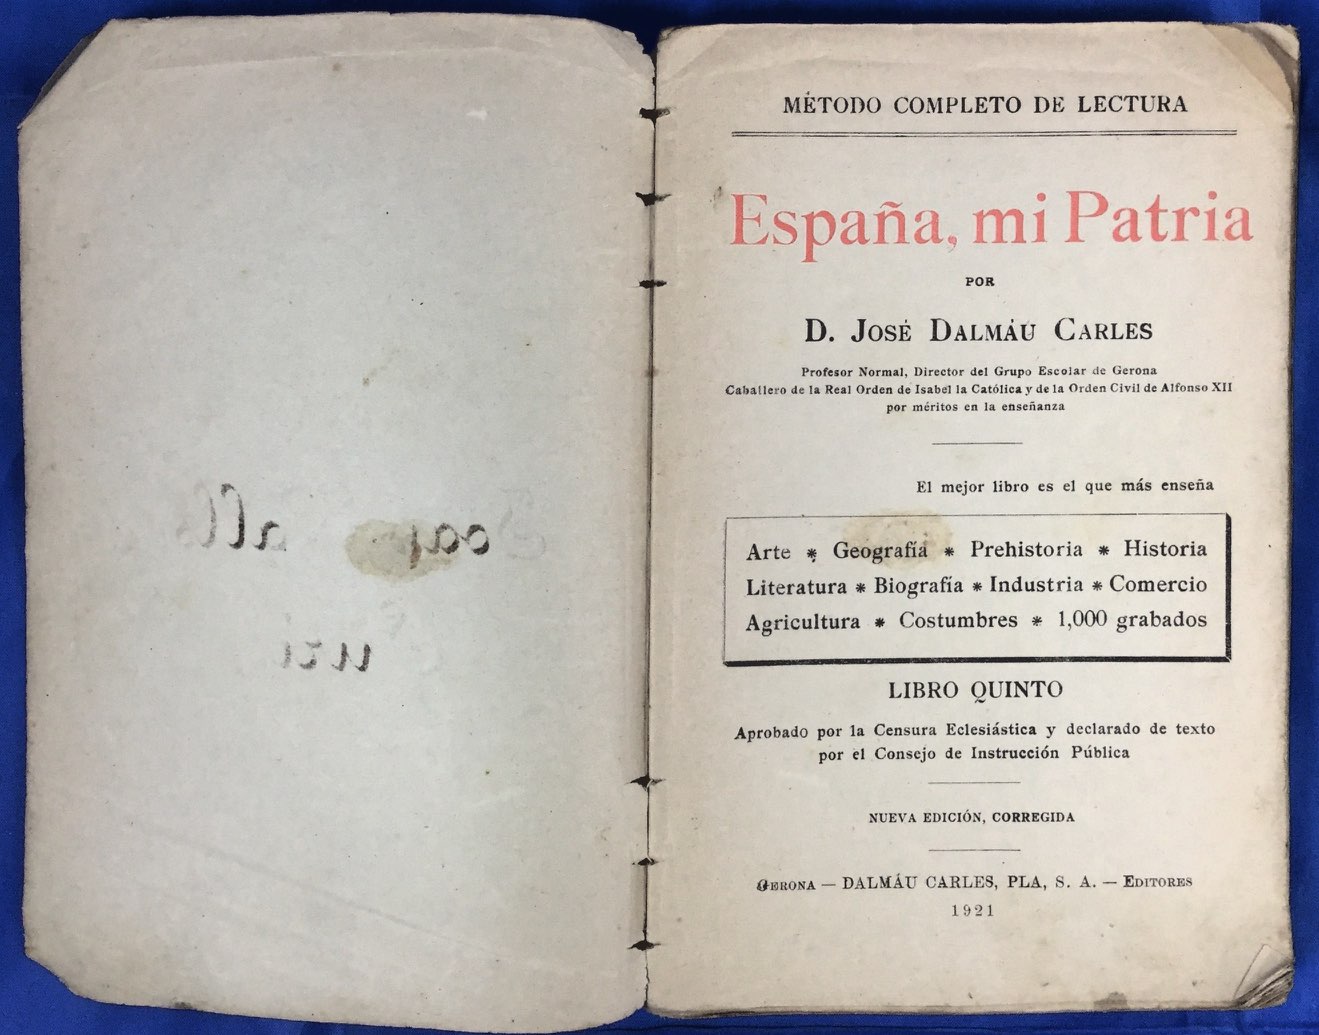 MÉTODO COMPLETO DE LECTURA
España, mi Patria
POR
D. JOSÉ DALMÁU CARLES
Profesor Normal, Director del Grupo Escolar de Gerona
Caballero de la Real Orden de Isabel la Católica y de la Orden Civil de Alfonso XII
por méritos en la enseñanza
El mejor libro es el que más enseña
Arte * Geografía * Prehistoria * Historia
Literatura * Biografía * Industria * Comercio
Agricultura * Costumbres * 1,000 grabados
LIBRO QUINTO
Aprobado por la Censura Eclesiástica y declarado de texto
por el Consejo de Instrucción Pública
NUEVA EDICIÓN, CORREGIDA
GERONA — DALMÁU CARLES, PLA, S. A. — EDITORES
1921